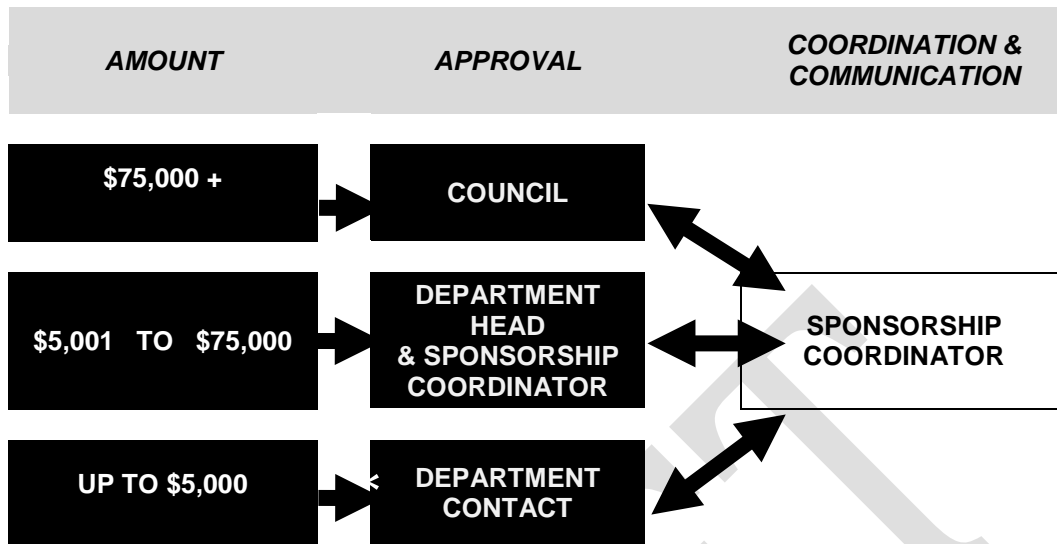 AMOUNT
APPROVAL
COORDINATION &
COMMUNICATION
$75,000 +
COUNCIL
$5,001 TO $75,000
DEPARTMENT
HEAD
& SPONSORSHIP
COORDINATOR
SPONSORSHIP
COORDINATOR
UP TO $5,000
< DEPARTMENT
CONTACT